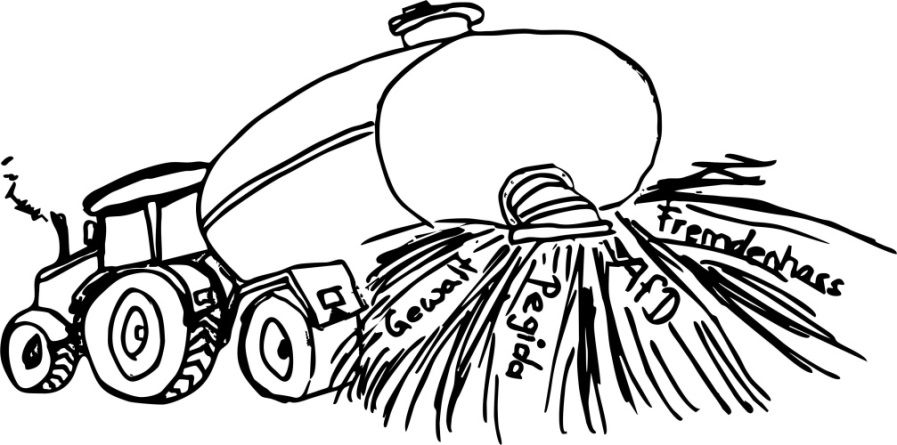 Gewalt
Pegida
AfD
Fremdenhass